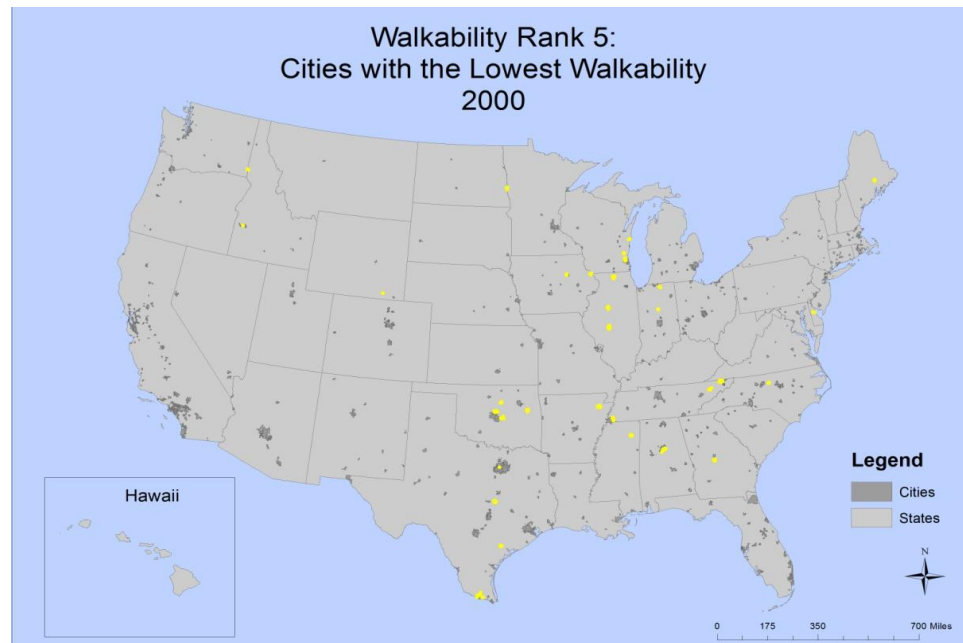 Walkability Rank 5:
Cities with the Lowest Walkability
2000
Hawaii
Legend
Cities
States
N
0 175 350 700 Miles